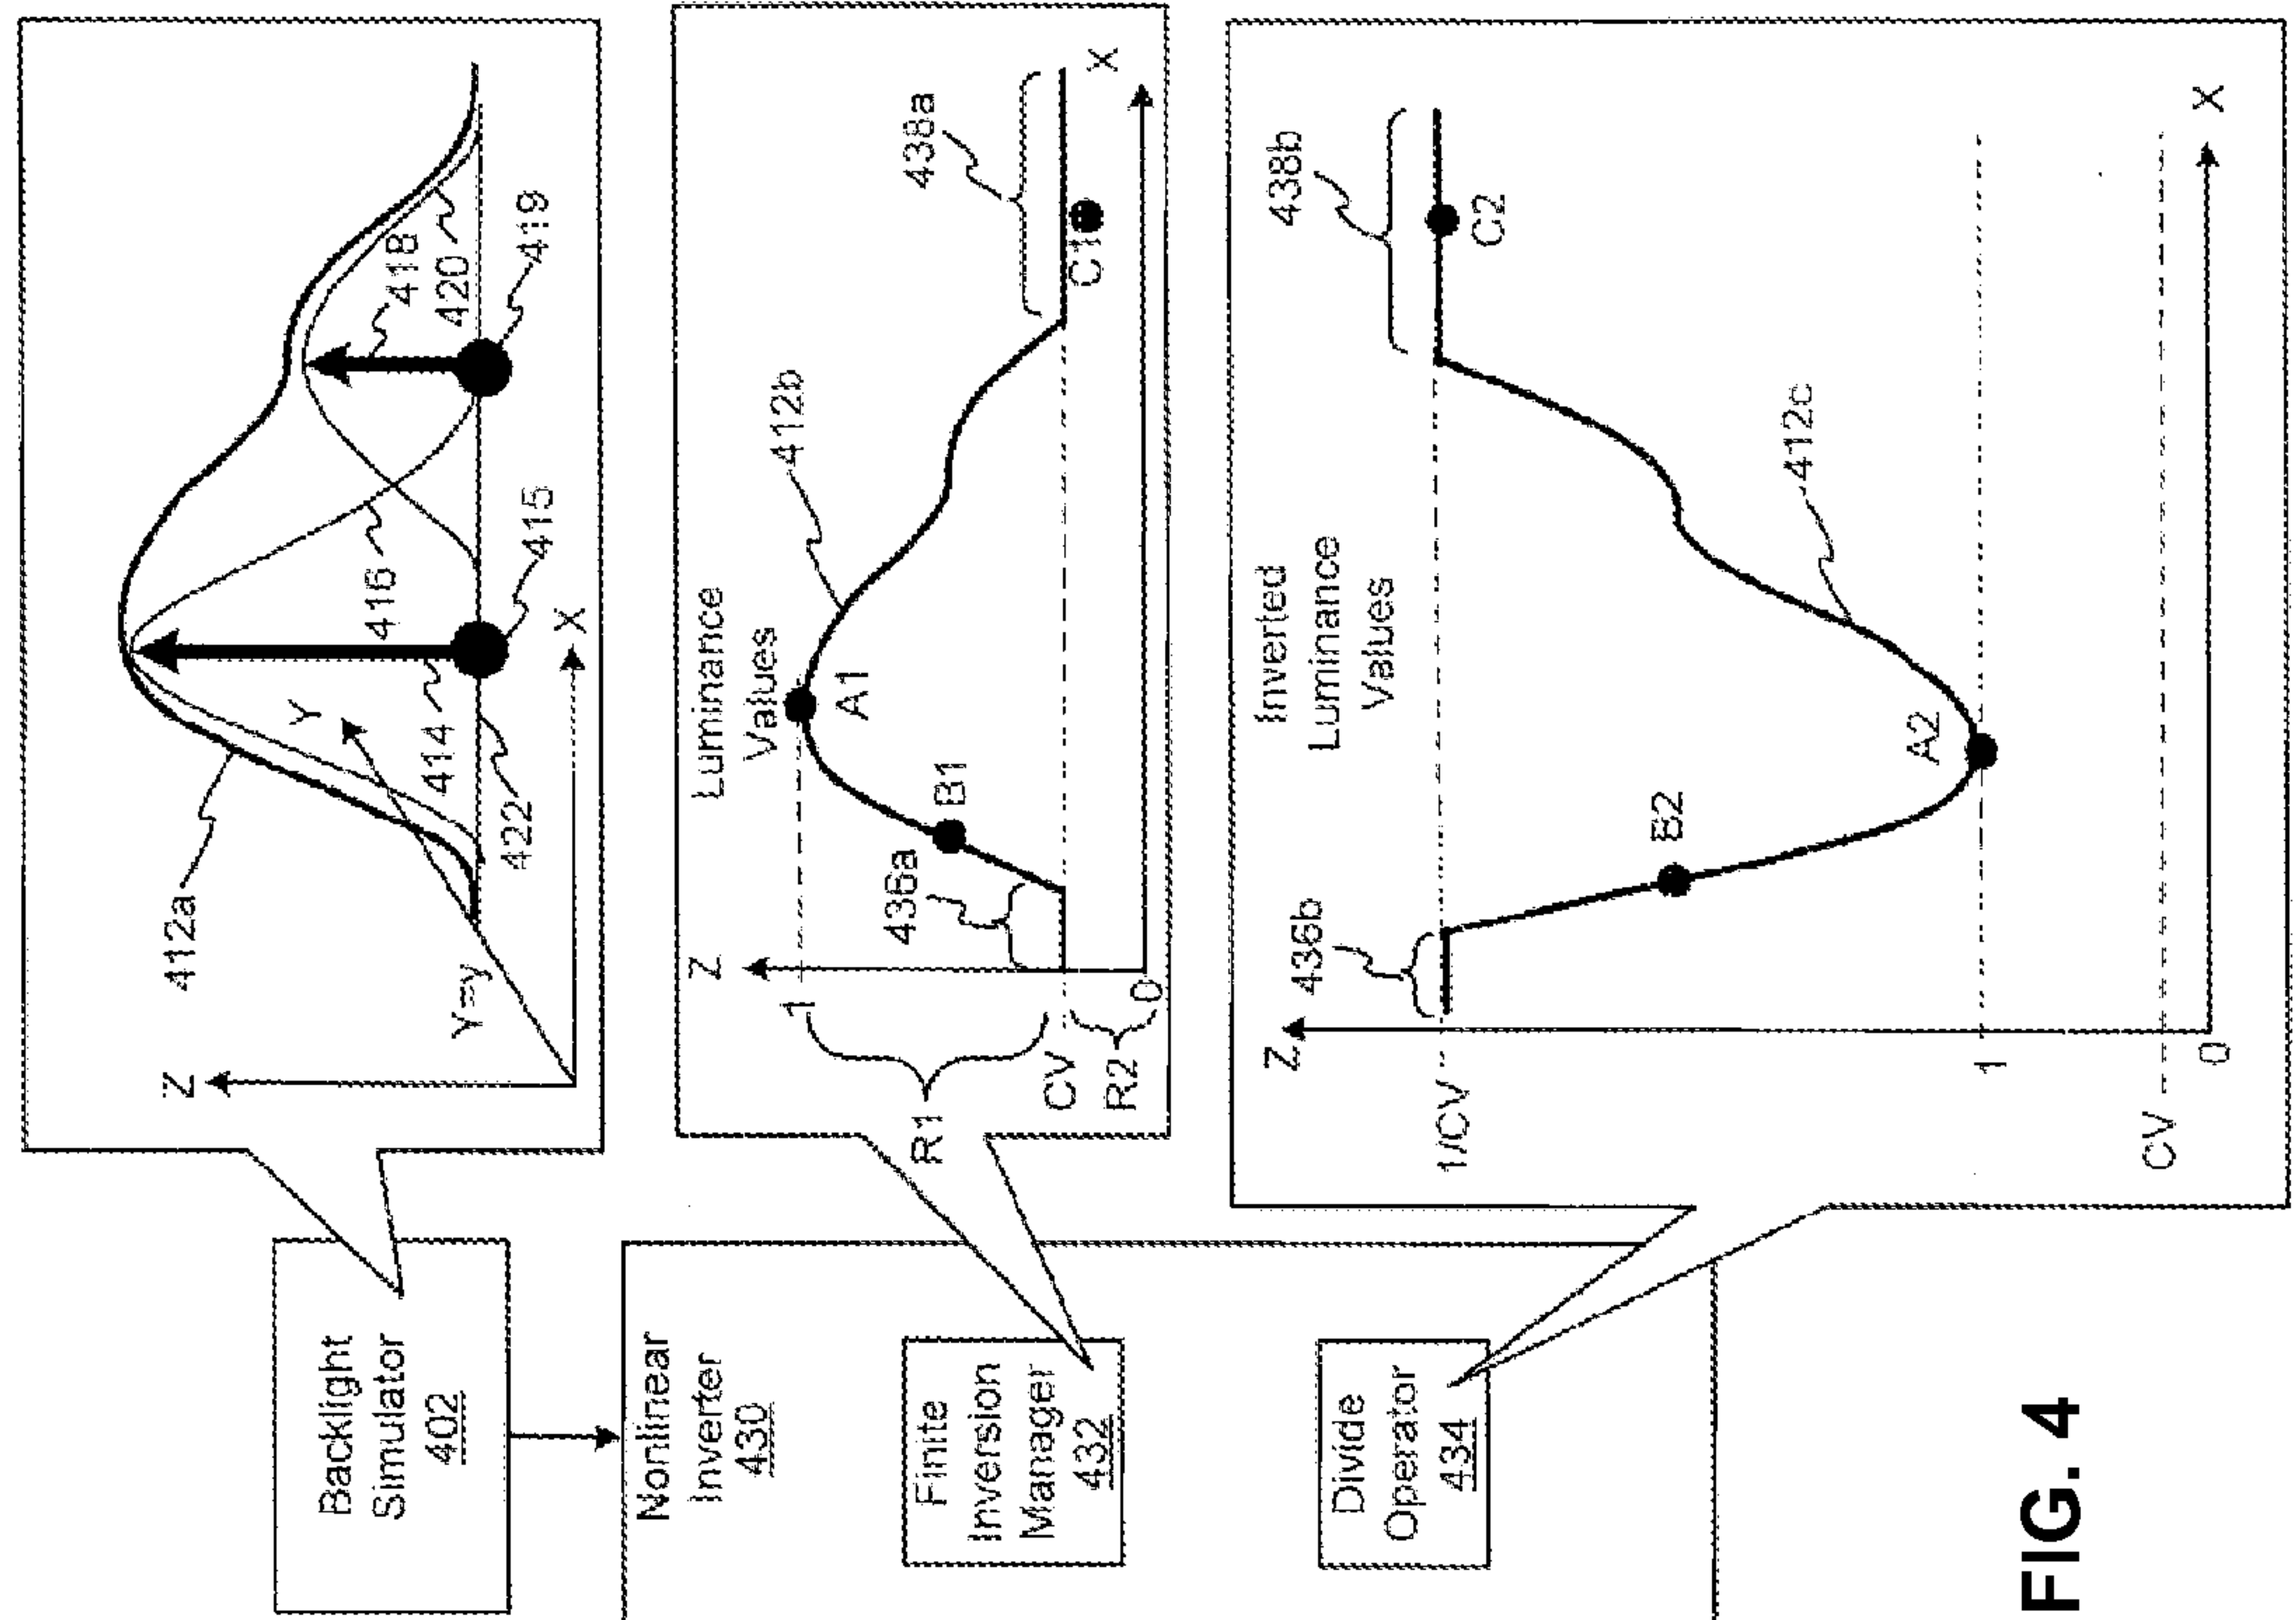 Backlight
Simulator
402
Nonlinear
Inverter
430
Finite
Inversion
Manager
432
Divide
Operator
434
Z
412a
Y=y
Y
X
414
422
416
415
418
420
419
Luminance
Values
Z
1
R1
CV
R2
0
436a
B1
A1
412b
438a
C1
X
Inverted
Luminance
Values
Z
1/CV
1
CV
0
436b
B2
A2
412c
438b
C2
X
FIG. 4